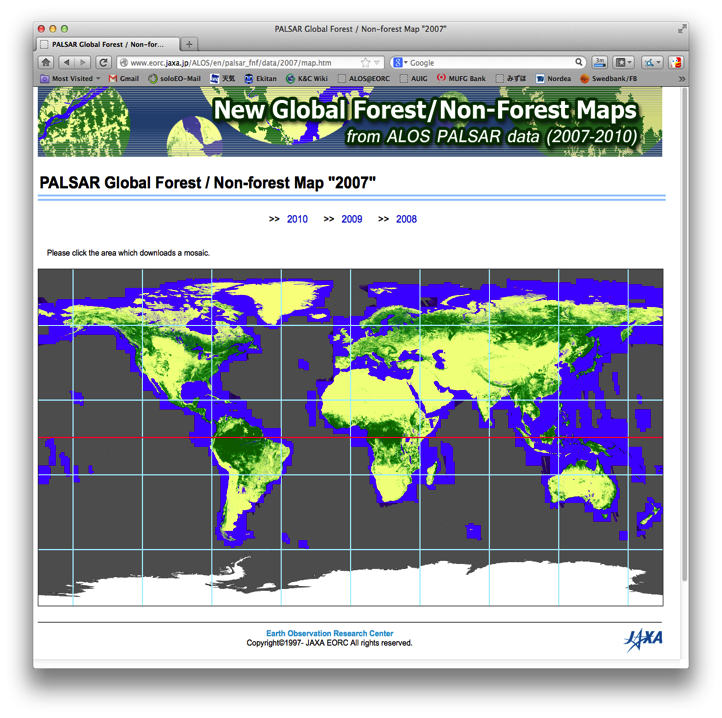 PALSAR Global Forest / Non-forest Map "2007"
PALSAR Global Forest / Non-for...
www.eorc.jaxa.jp/ALOS/en/palsar_fnf/data/2007/map.htm
Google
Most Visited
Gmail
soloEO-Mail
天気
Ekitan
K&C Wiki
ALOS@EORC
AUIG
MUFG Bank
みずほ
Nordea
Swedbank/FB
New Global Forest/Non-Forest Maps
from ALOS PALSAR data (2007-2010)
PALSAR Global Forest / Non-forest Map "2007"
>> 2010 >> 2009 >> 2008
Please click the area which downloads a mosaic.
Earth Observation Research Center
Copyright©1997- JAXA EORC All rights reserved.
JAXA